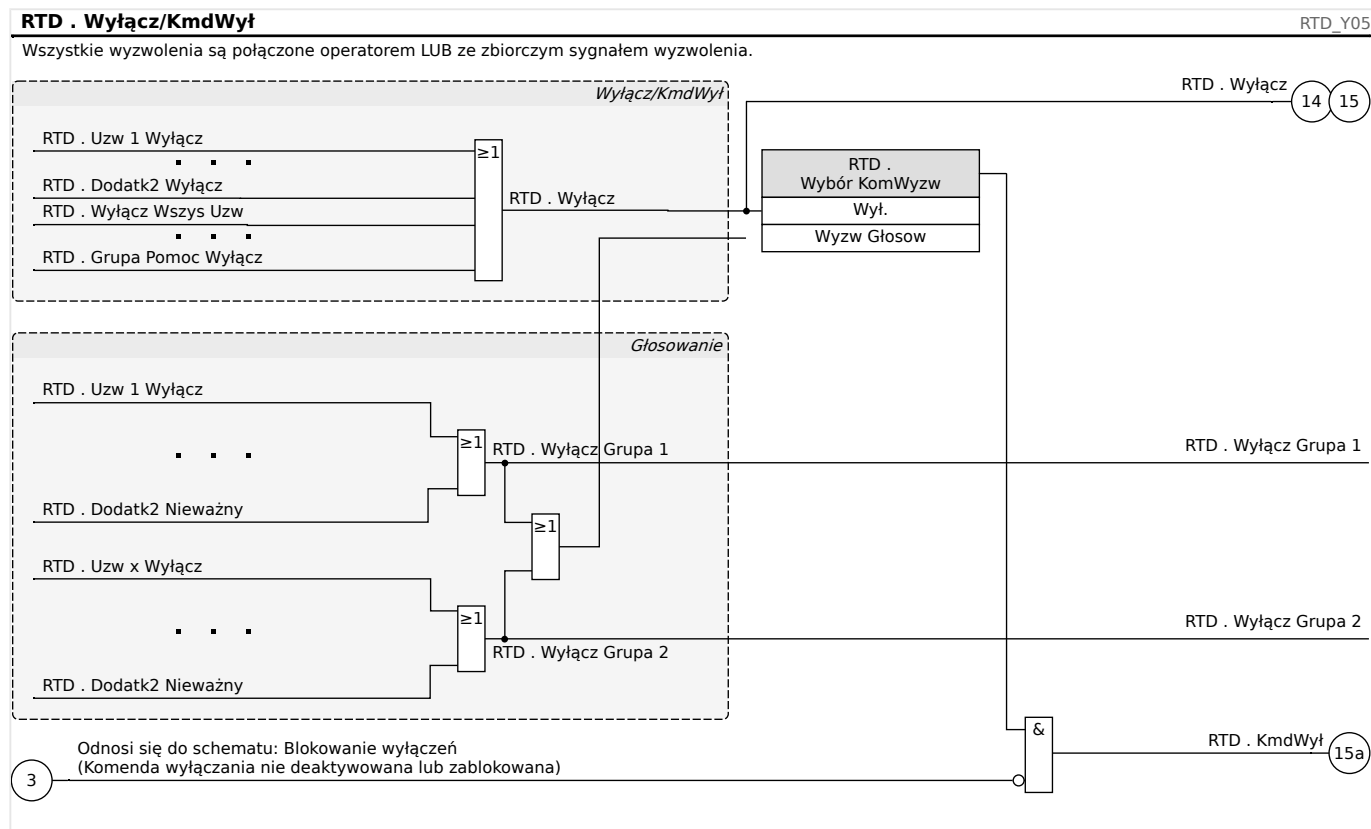 RTD . Wyłącz/KmdWył
RTD_Y05
Wszystkie wyzwolenia są połączone operatorem LUB ze zbiorczym sygnałem wyzwolenia.
Wyłącz/KmdWył
RTD . Wyłącz
14
15
RTD . Uzw 1 Wyłącz
≥1
RTD .
Wybór KomWyzw
RTD . Dodatk2 Wyłącz
RTD . Wyłącz
Wył.
RTD . Wyłącz Wszys Uzw
Wyzw Głosow
RTD . Grupa Pomoc Wyłącz
Głosowanie
RTD . Uzw 1 Wyłącz
≥1
RTD . Wyłącz Grupa 1
RTD . Wyłącz Grupa 1
RTD . Dodatk2 Nieważny
≥1
RTD . Uzw x Wyłącz
≥1
RTD . Wyłącz Grupa 2
RTD . Wyłącz Grupa 2
RTD . Dodatk2 Nieważny
&
RTD . KmdWył
15a
Odnosi się do schematu: Blokowanie wyłączeń
(Komenda wyłączania nie deaktywowana lub zablokowana)
3